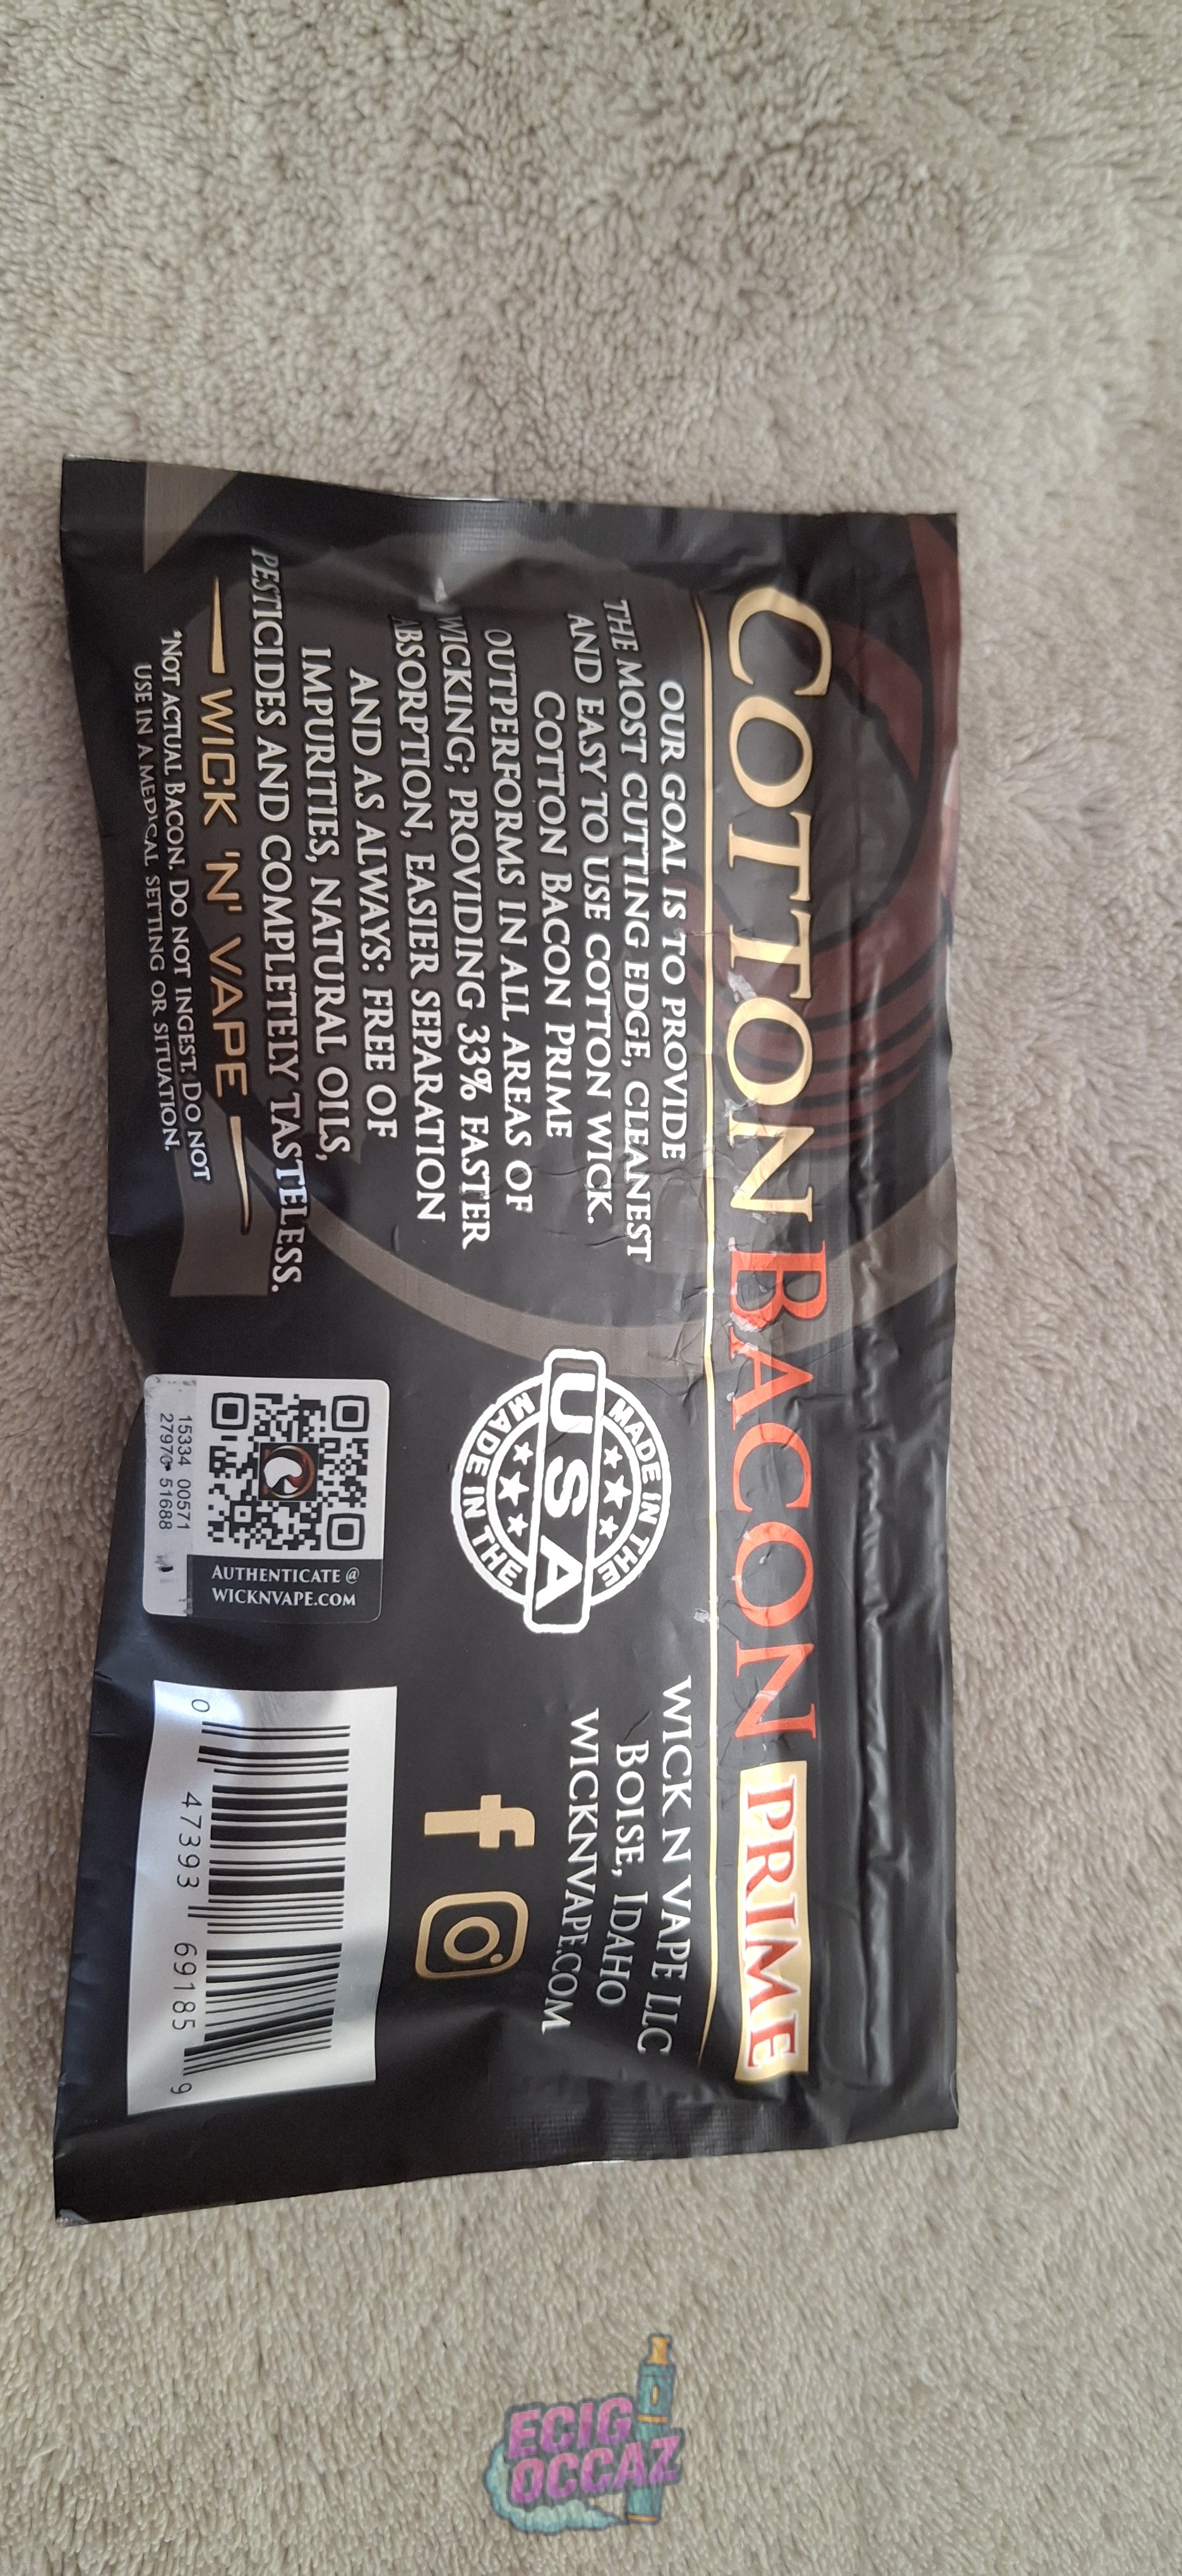 COTTON BACON PRIME
OUR GOAL IS TO PROVIDE
THE MOST CUTTING EDGE, CLEANEST
AND EASY TO USE COTTON WICK.
COTTON BACON PRIME
OUTPERFORMS IN ALL AREAS OF
WICKING; PROVIDING 33% FASTER
ABSORPTION, EASIER SEPARATION
AND AS ALWAYS: FREE OF
IMPURITIES, NATURAL OILS,
PESTICIDES AND COMPLETELY TASTELESS.
WICK 'N' VAPE
*NOT ACTUAL BACON. DO NOT INGEST. DO NOT
USE IN A MEDICAL SETTING OR SITUATION.
MADE IN THE
USA
MADE IN THE
AUTHENTICATE @
WICKNVAPE.COM
15334 00571
27976 51688
WICK N VAPE LLC
BOISE, IDAHO
WICKNVAPE.COM
0 47393 69185 9
ECIG
OCCAZ